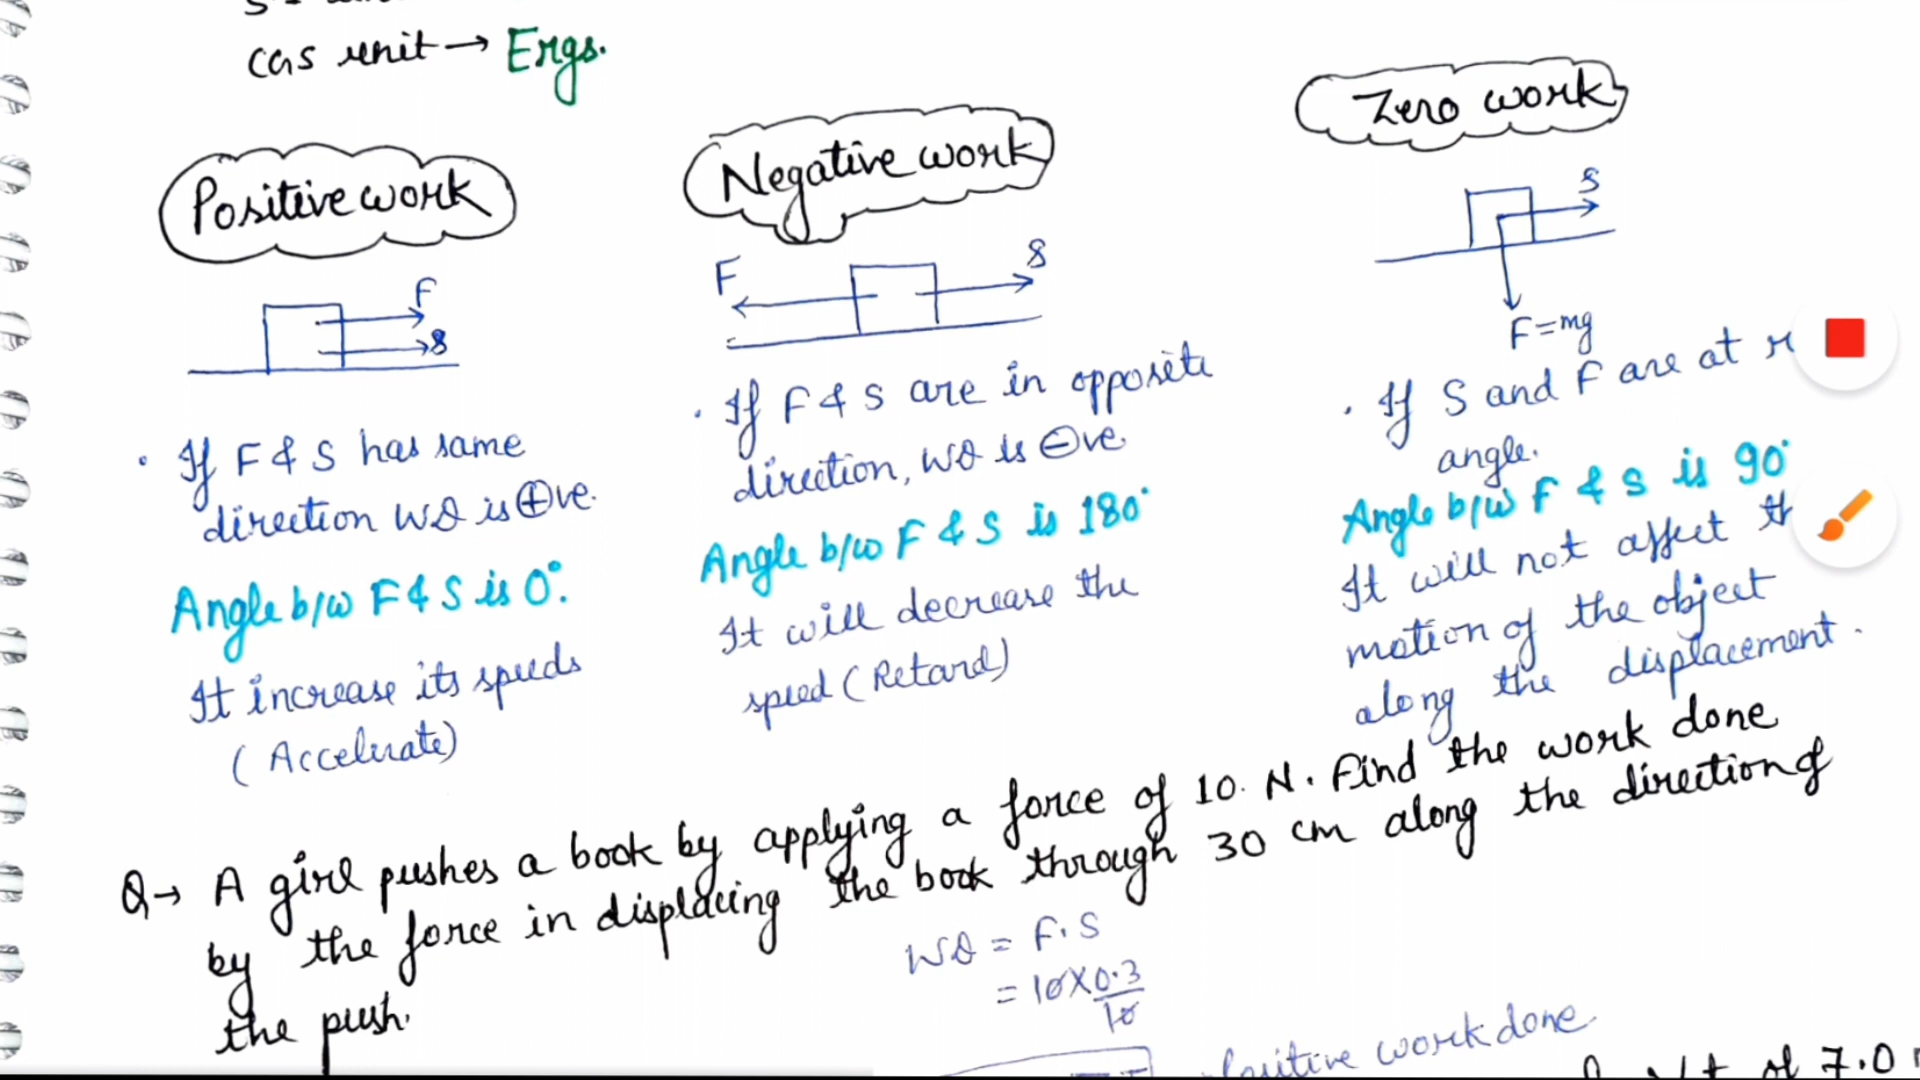 CGS unit → Ergs.
Positive work
F
S
• If F & S has same
direction WD is ⊕ve.
Angle b/w F & S is 0°.
It increase its speeds
(Accelerate)
Negative work
F
S
• If F & S are in opposite
direction, WD is ⊖ve.
Angle b/w F & S is 180°
It will decrease the
speed (Retard)
Zero work
S
F=mg
• If S and F are at
angle.
Angle b/w F & S is 90°
It will not affect
motion of the object
along the displacement.
Q→ A girl pushes a book by applying a force of 10 N. Find the work done
by the force in displacing the book through 30 cm along the direction of
the push.
WD = F.S
= 10×0.3
10
Positive work done
of 7.0